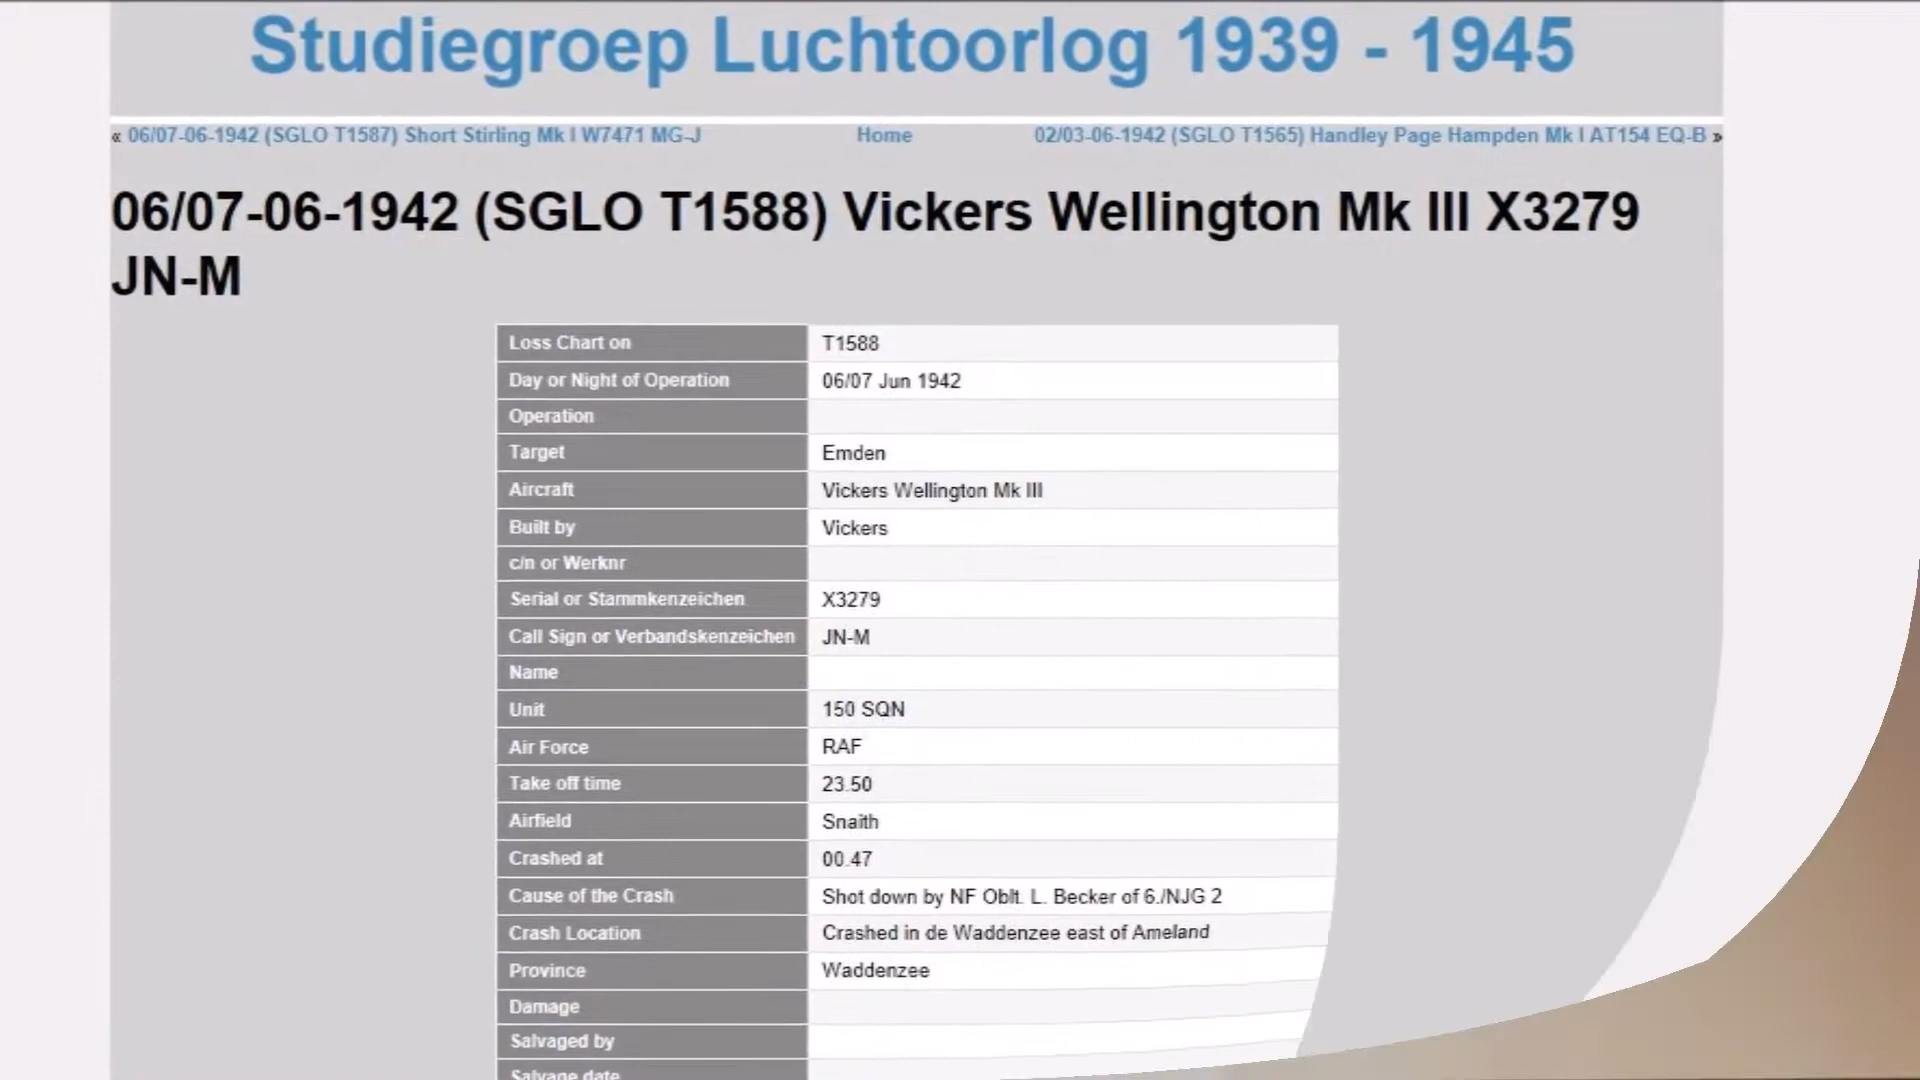 Studiegroep Luchtoorlog 1939 - 1945
« 06/07-06-1942 (SGLO T1587) Short Stirling Mk I W7471 MG-J Home 02/03-06-1942 (SGLO T1565) Handley Page Hampden Mk I AT154 EQ-B »
06/07-06-1942 (SGLO T1588) Vickers Wellington Mk III X3279
JN-M
Loss Chart on T1588
Day or Night of Operation 06/07 Jun 1942
Operation
Target Emden
Aircraft Vickers Wellington Mk III
Built by Vickers
c/n or Werknr
Serial or Stammkenzeichen X3279
Call Sign or Verbandskenzeichen JN-M
Name
Unit 150 SQN
Air Force RAF
Take off time 23.50
Airfield Snaith
Crashed at 00.47
Cause of the Crash Shot down by NF Oblt. L. Becker of 6./NJG 2
Crash Location Crashed in de Waddenzee east of Ameland
Province Waddenzee
Damage
Salvaged by
Salvage date